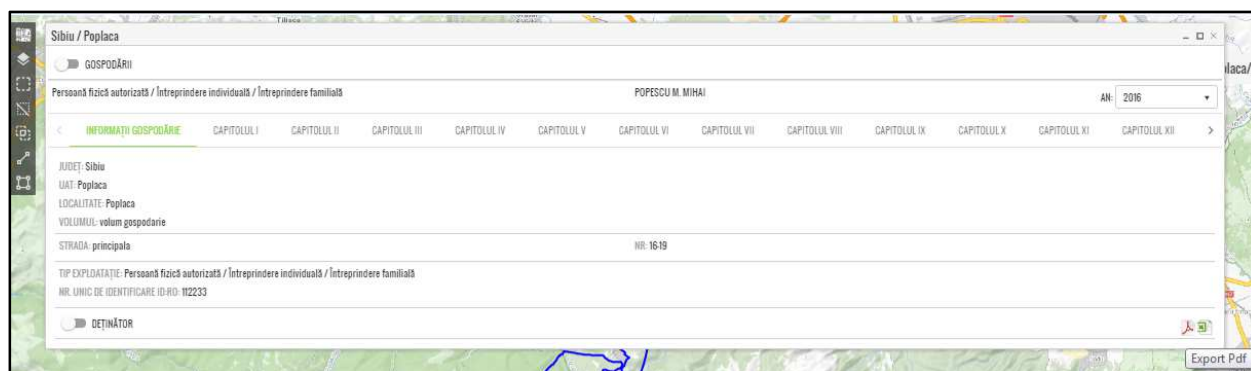 Tilişca
Sibiu / Poplaca
GOSPODĂRII
laca/
Persoană fizică autorizată / Întreprindere individuală / Întreprindere familială POPESCU M. MIHAI AN: 2016
INFORMAȚII GOSPODĂRIE CAPITOLUL I CAPITOLUL II CAPITOLUL III CAPITOLUL IV CAPITOLUL V CAPITOLUL VI CAPITOLUL VII CAPITOLUL VIII CAPITOLUL IX CAPITOLUL X CAPITOLUL XI CAPITOLUL XII
JUDEȚ: Sibiu
UAT: Poplaca
LOCALITATE: Poplaca
VOLUMUL: volum gospodarie
STRADA: principala NR: 16-19
TIP EXPLOATAȚIE: Persoană fizică autorizată / Întreprindere individuală / Întreprindere familială
NR. UNIC DE IDENTIFICARE ID:RO: 112233
DEȚINĂTOR
Export Pdf